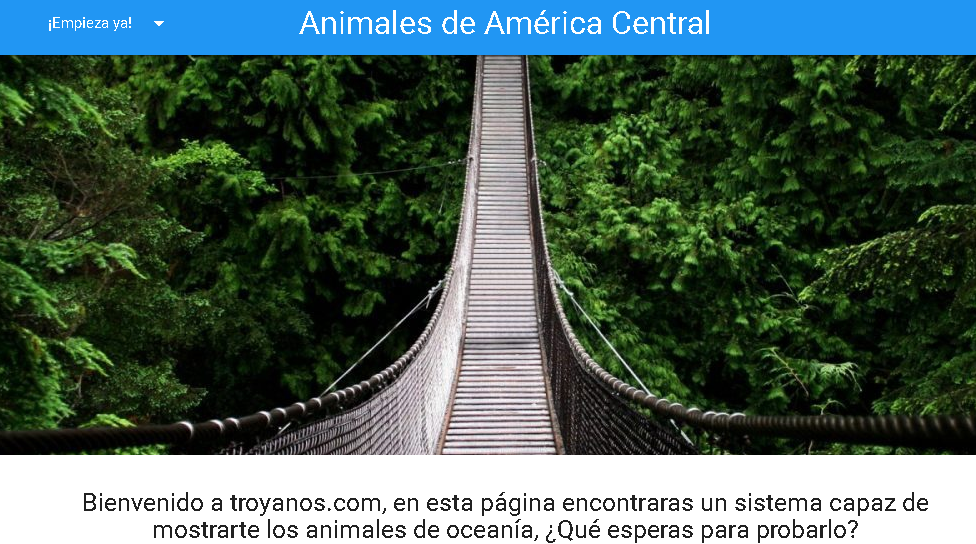 ¡Empieza ya!
Animales de América Central
Bienvenido a troyanos.com, en esta página encontraras un sistema capaz de
mostrarte los animales de oceanía, ¿Qué esperas para probarlo?